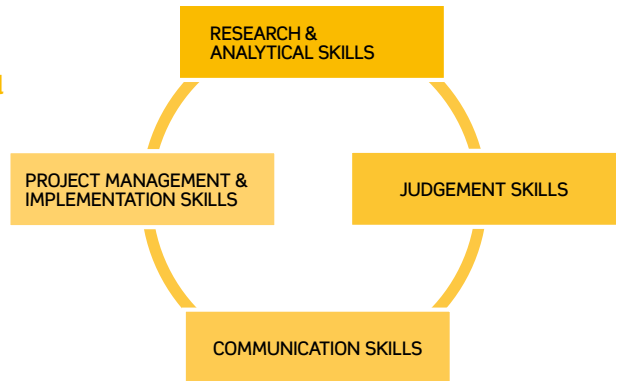 RESEARCH &
ANALYTICAL SKILLS
PROJECT MANAGEMENT &
IMPLEMENTATION SKILLS
JUDGEMENT SKILLS
COMMUNICATION SKILLS